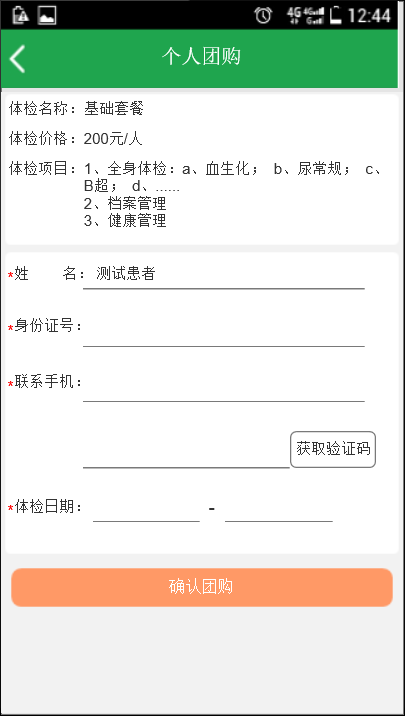 4G 4G 12:44
个人团购
体检名称：基础套餐
体检价格：200元/人
体检项目：1、全身体检：a、血生化； b、尿常规； c、
B超； d、......
2、档案管理
3、健康管理
*姓 名： 测试患者
*身份证号：
*联系手机：
获取验证码
*体检日期： -
确认团购